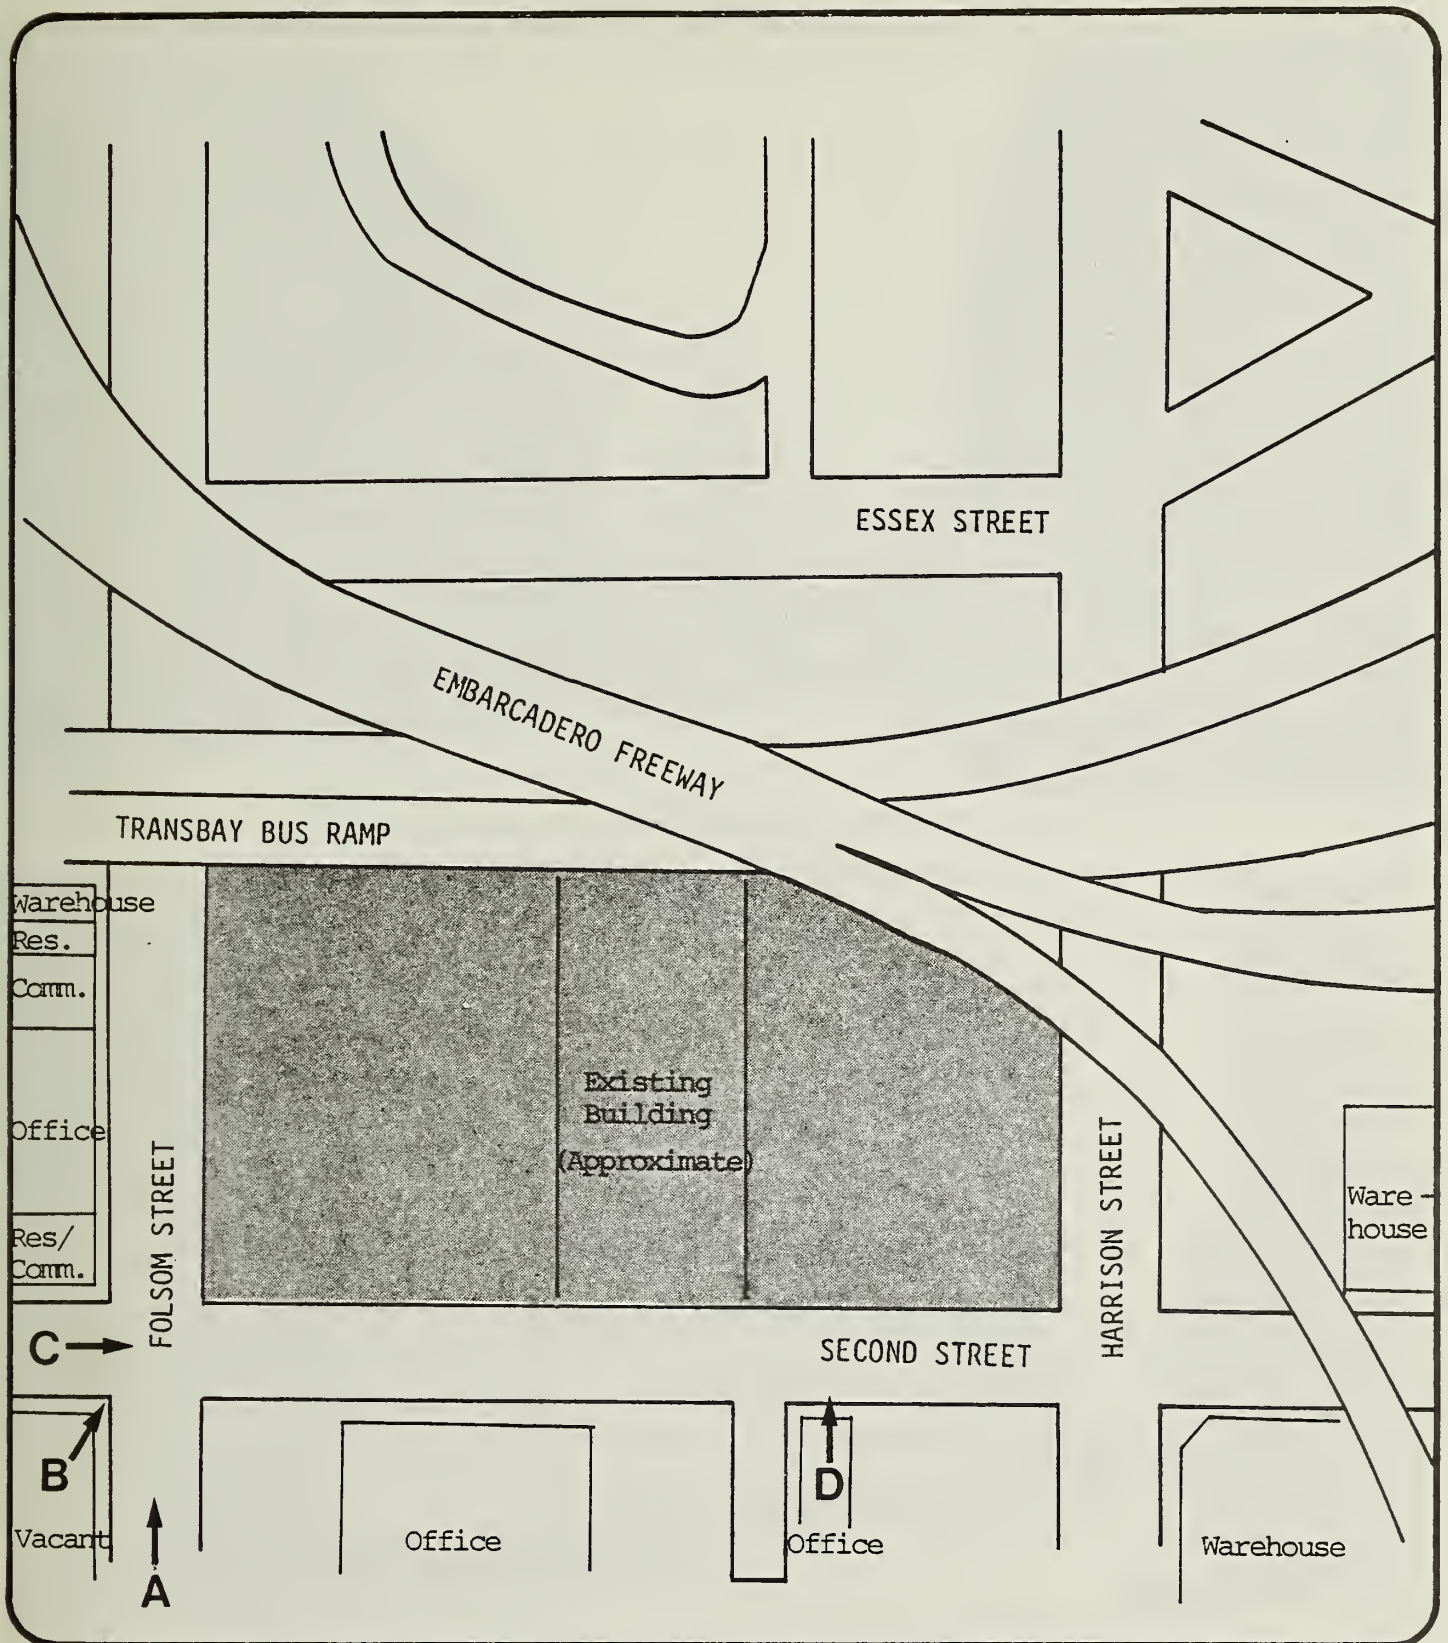 ESSEX STREET
EMBARCADERO FREEWAY
TRANSBAY BUS RAMP
Warehouse
Res.
Comm.
Office
Res/
Comm.
FOLSOM STREET
Existing
Building
(Approximate)
HARRISON STREET
Ware-
house
C
SECOND STREET
B
D
Vacant
Office
Office
Warehouse
A